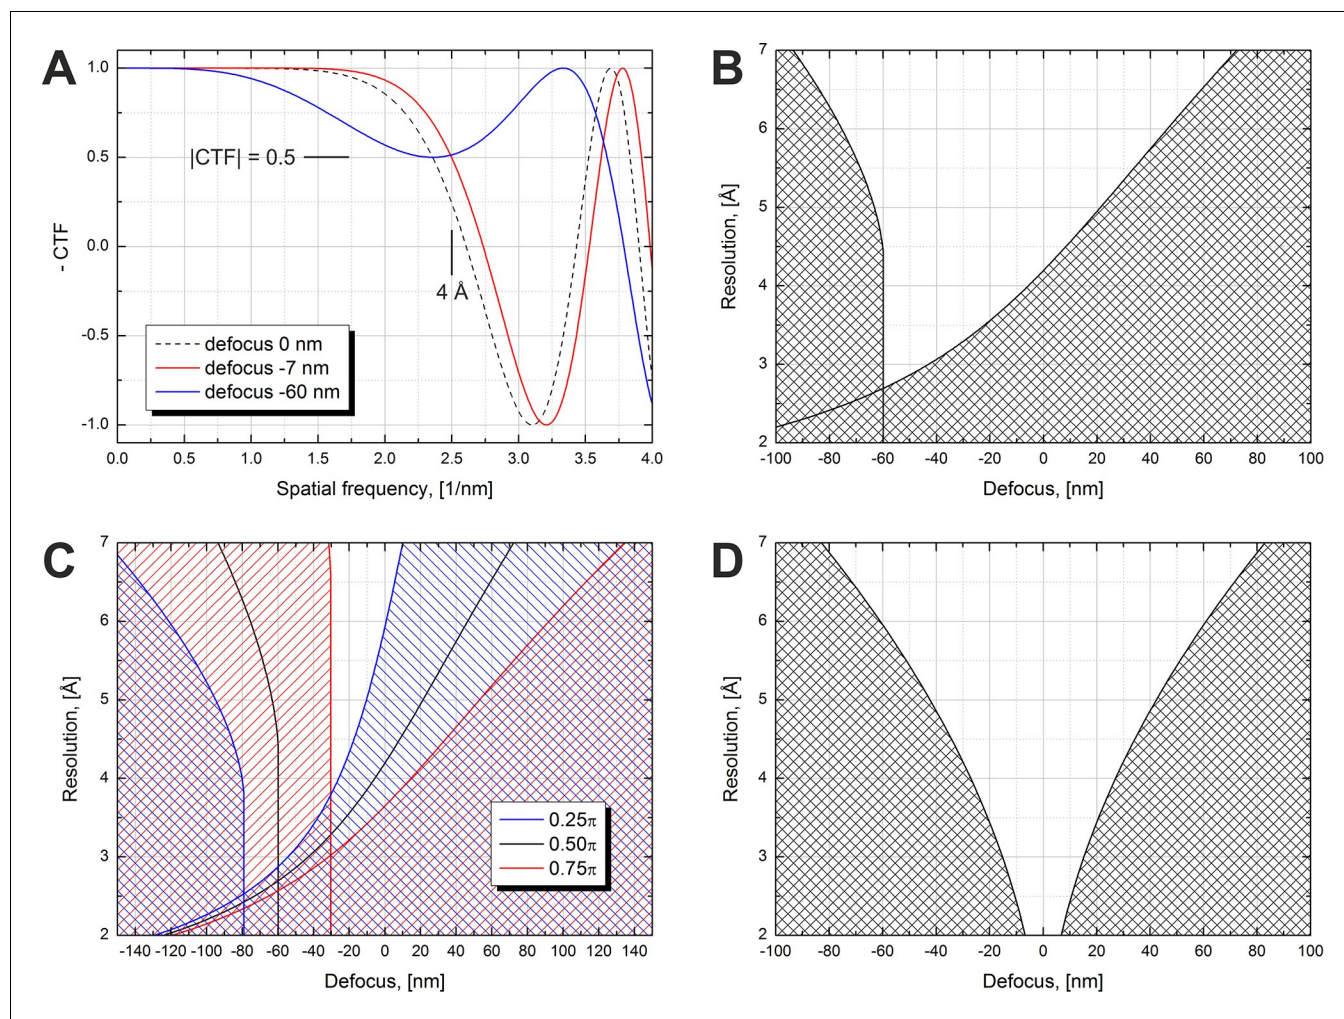 A
1.0
0.5
0.0
-0.5
-1.0
- CTF
|CTF| = 0.5
4 Å
defocus 0 nm
defocus -7 nm
defocus -60 nm
0.0 0.5 1.0 1.5 2.0 2.5 3.0 3.5 4.0
Spatial frequency, [1/nm]
B
7
6
5
4
3
2
Resolution, [Å]
-100 -80 -60 -40 -20 0 20 40 60 80 100
Defocus, [nm]
C
7
6
5
4
3
2
Resolution, [Å]
0.25π
0.50π
0.75π
-140 -120 -100 -80 -60 -40 -20 0 20 40 60 80 100 120 140
Defocus, [nm]
D
7
6
5
4
3
2
Resolution, [Å]
-100 -80 -60 -40 -20 0 20 40 60 80 100
Defocus, [nm]